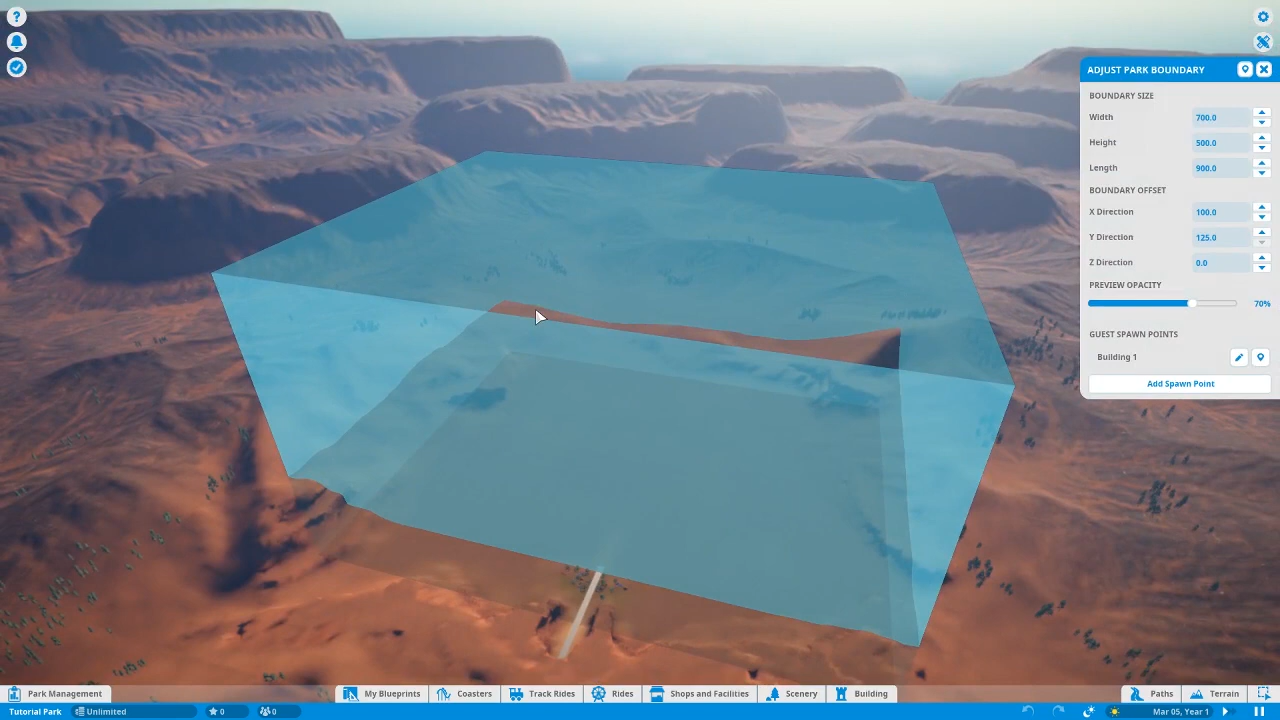 ?
ADJUST PARK BOUNDARY
BOUNDARY SIZE
Width 700.0
Height 500.0
Length 900.0
BOUNDARY OFFSET
X Direction 100.0
Y Direction 125.0
Z Direction 0.0
PREVIEW OPACITY
70%
GUEST SPAWN POINTS
Building 1
Add Spawn Point
Park Management My Blueprints Coasters Track Rides Rides Shops and Facilities Scenery Building Paths Terrain
Tutorial Park Unlimited 0 0 Mar 05, Year 1